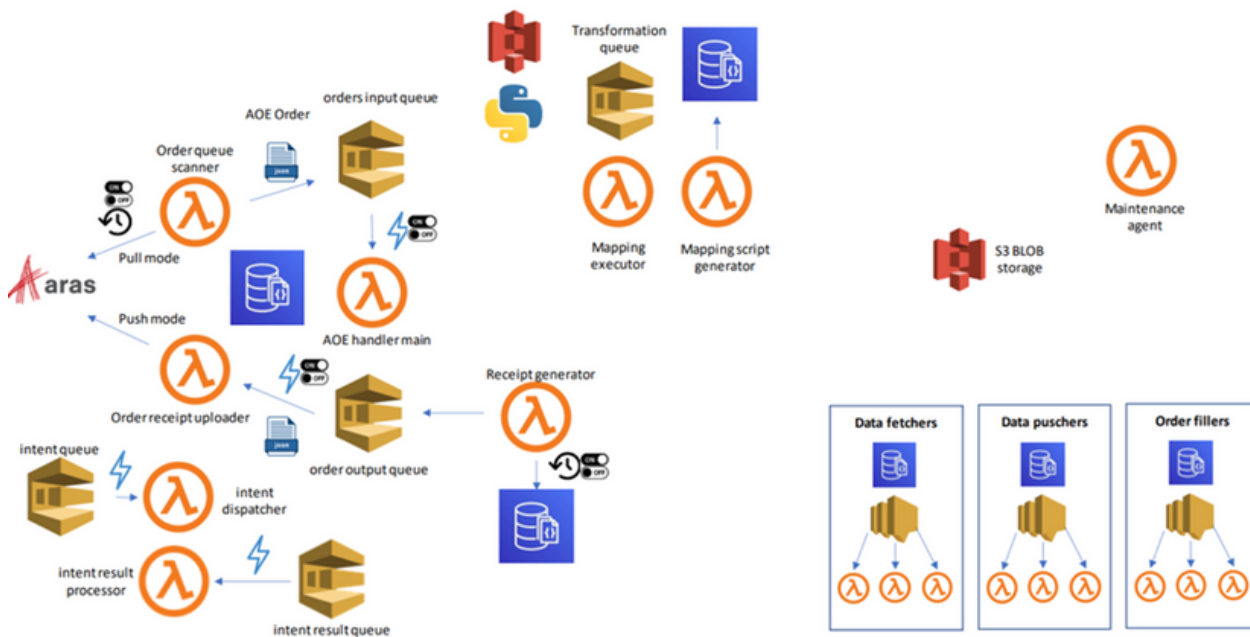 Transformation
queue
orders input queue
AOE Order
json
Order queue
scanner
ON
OFF
ON
OFF
Pull mode
aras
Push mode
AOE handler main
Mapping
executor
Mapping script
generator
S3 BLOB
storage
Maintenance
agent
ON
OFF
Receipt generator
Order receipt uploader
json
order output queue
ON
OFF
intent queue
intent
dispatcher
intent result
processor
intent result queue
Data fetchers
Data puschers
Order fillers